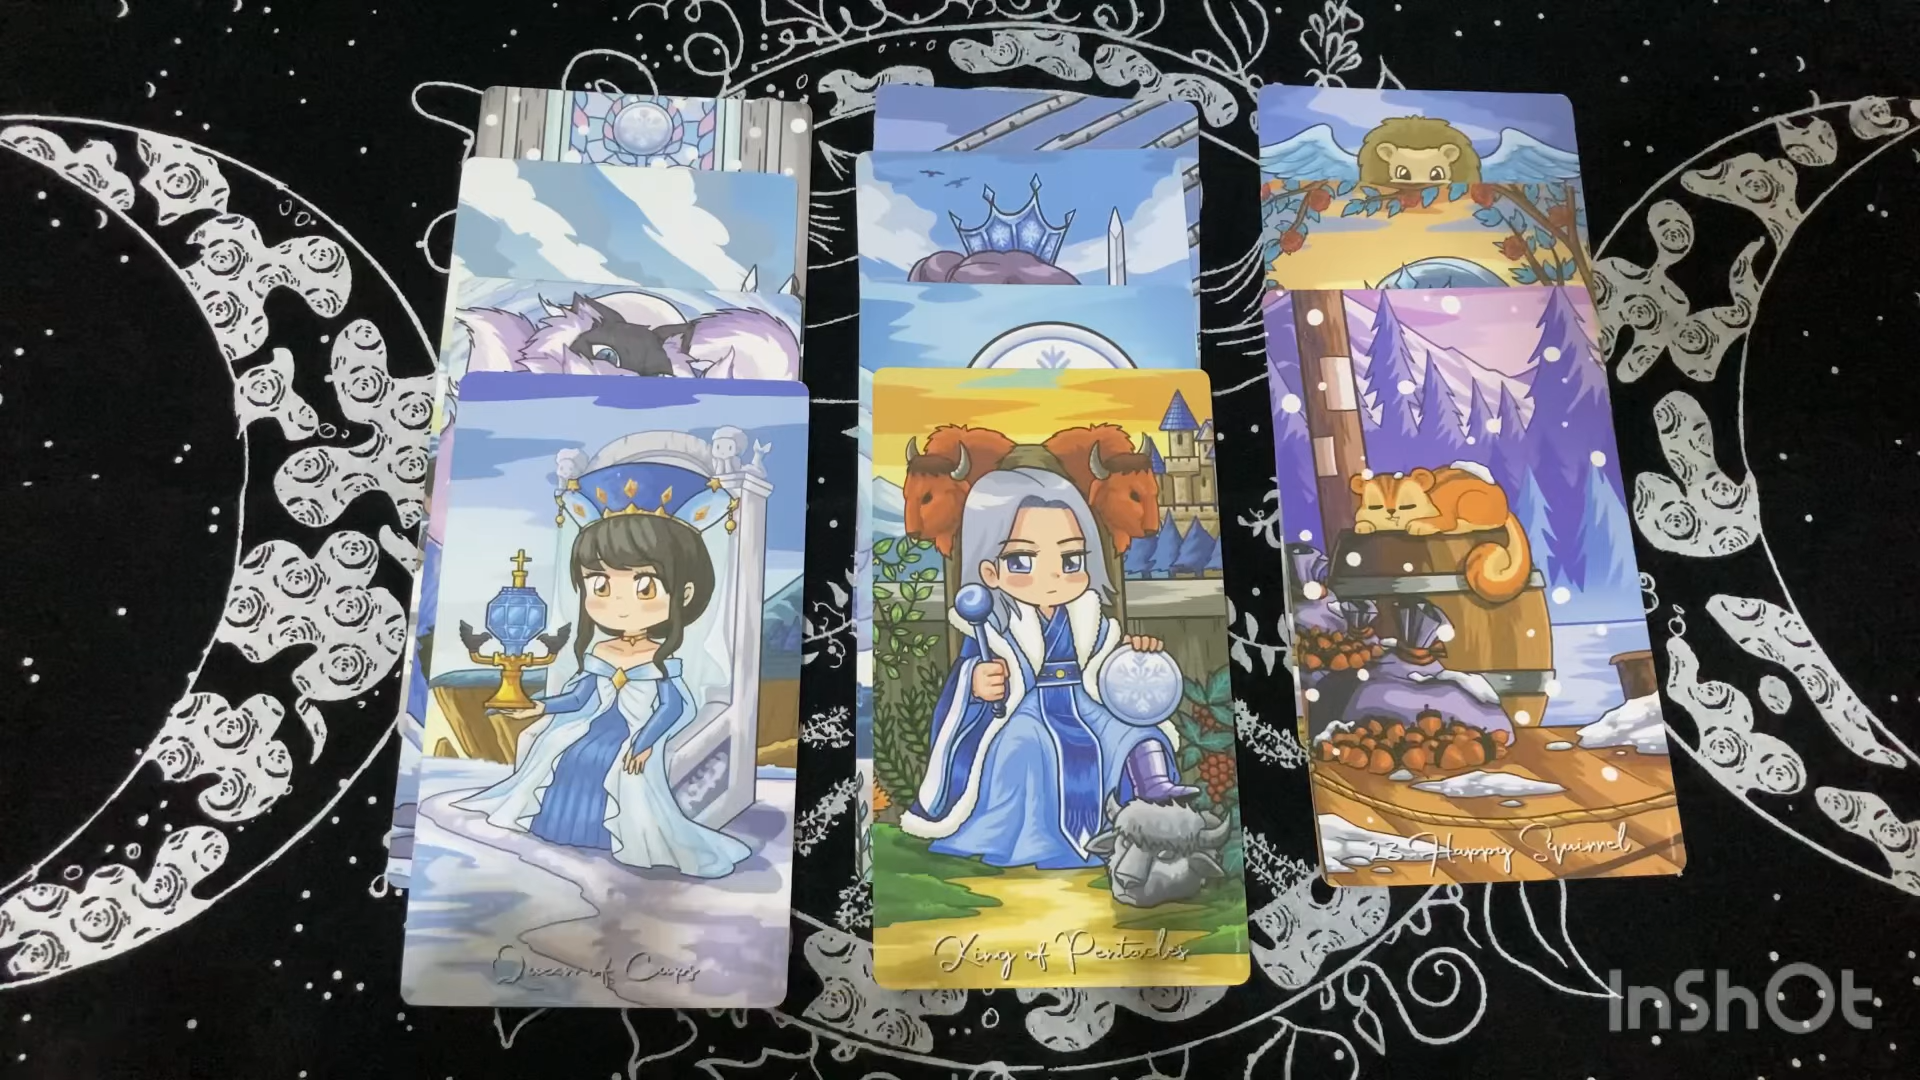 Queen of Cups
King of Pentacles
23 Happy Squirrel
InShOt